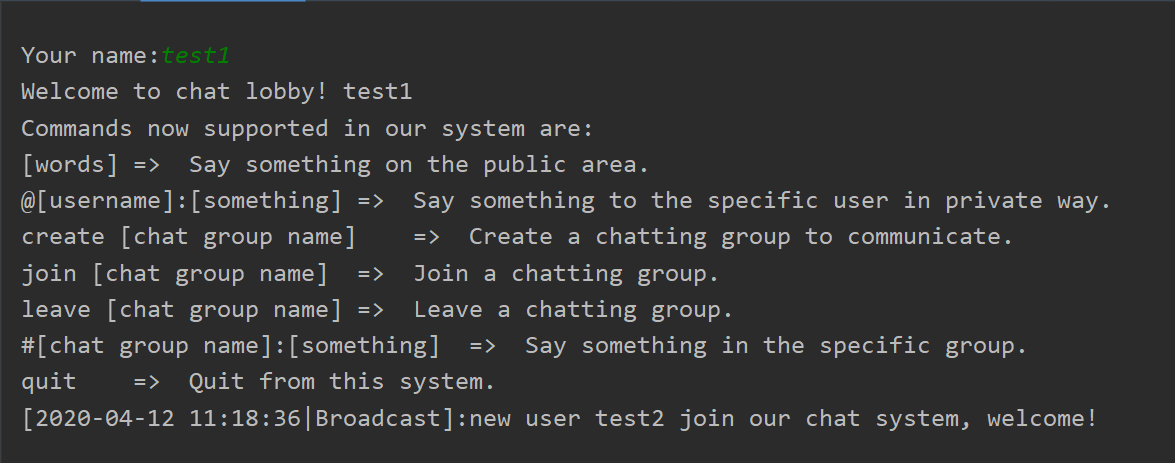 Your name:test1
Welcome to chat lobby! test1
Commands now supported in our system are:
[words] =>  Say something on the public area.
@[username]:[something] =>  Say something to the specific user in private way.
create [chat group name]    =>  Create a chatting group to communicate.
join [chat group name]  =>  Join a chatting group.
leave [chat group name] =>  Leave a chatting group.
#[chat group name]:[something]  =>  Say something in the specific group.
quit    =>  Quit from this system.
[2020-04-12 11:18:36|Broadcast]:new user test2 join our chat system, welcome!